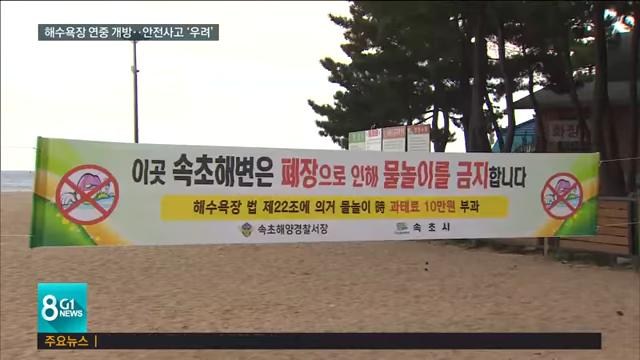 해수욕장 연중 개방‥안전사고 '우려'
이곳 속초해변은 폐장으로 인해 물놀이를 금지합니다
해수욕장 법 제22조에 의거 물놀이 時 과태료 10만원 부과
속초해양경찰서장 속초시
8 G1 NEWS
주요뉴스